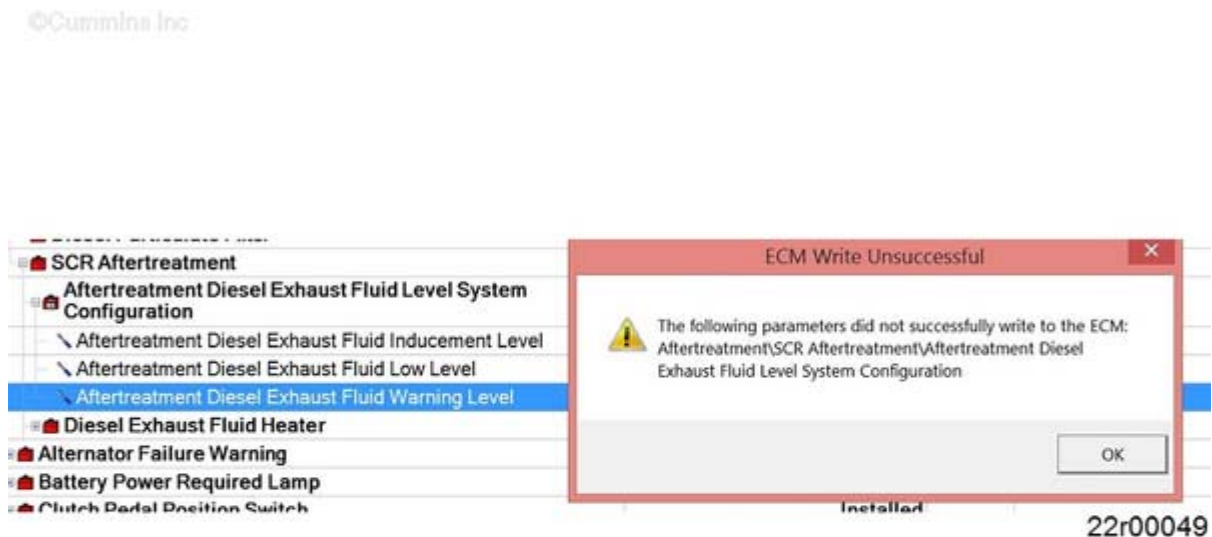 ©Cummins Inc
SCR Aftertreatment
Aftertreatment Diesel Exhaust Fluid Level System
Configuration
Aftertreatment Diesel Exhaust Fluid Inducement Level
Aftertreatment Diesel Exhaust Fluid Low Level
Aftertreatment Diesel Exhaust Fluid Warning Level
Diesel Exhaust Fluid Heater
Alternator Failure Warning
Battery Power Required Lamp
Clutch Pedal Position Switch
Installed
ECM Write Unsuccessful
The following parameters did not successfully write to the ECM:
Aftertreatment\SCR Aftertreatment\Aftertreatment Diesel
Exhaust Fluid Level System Configuration
OK
22r00049